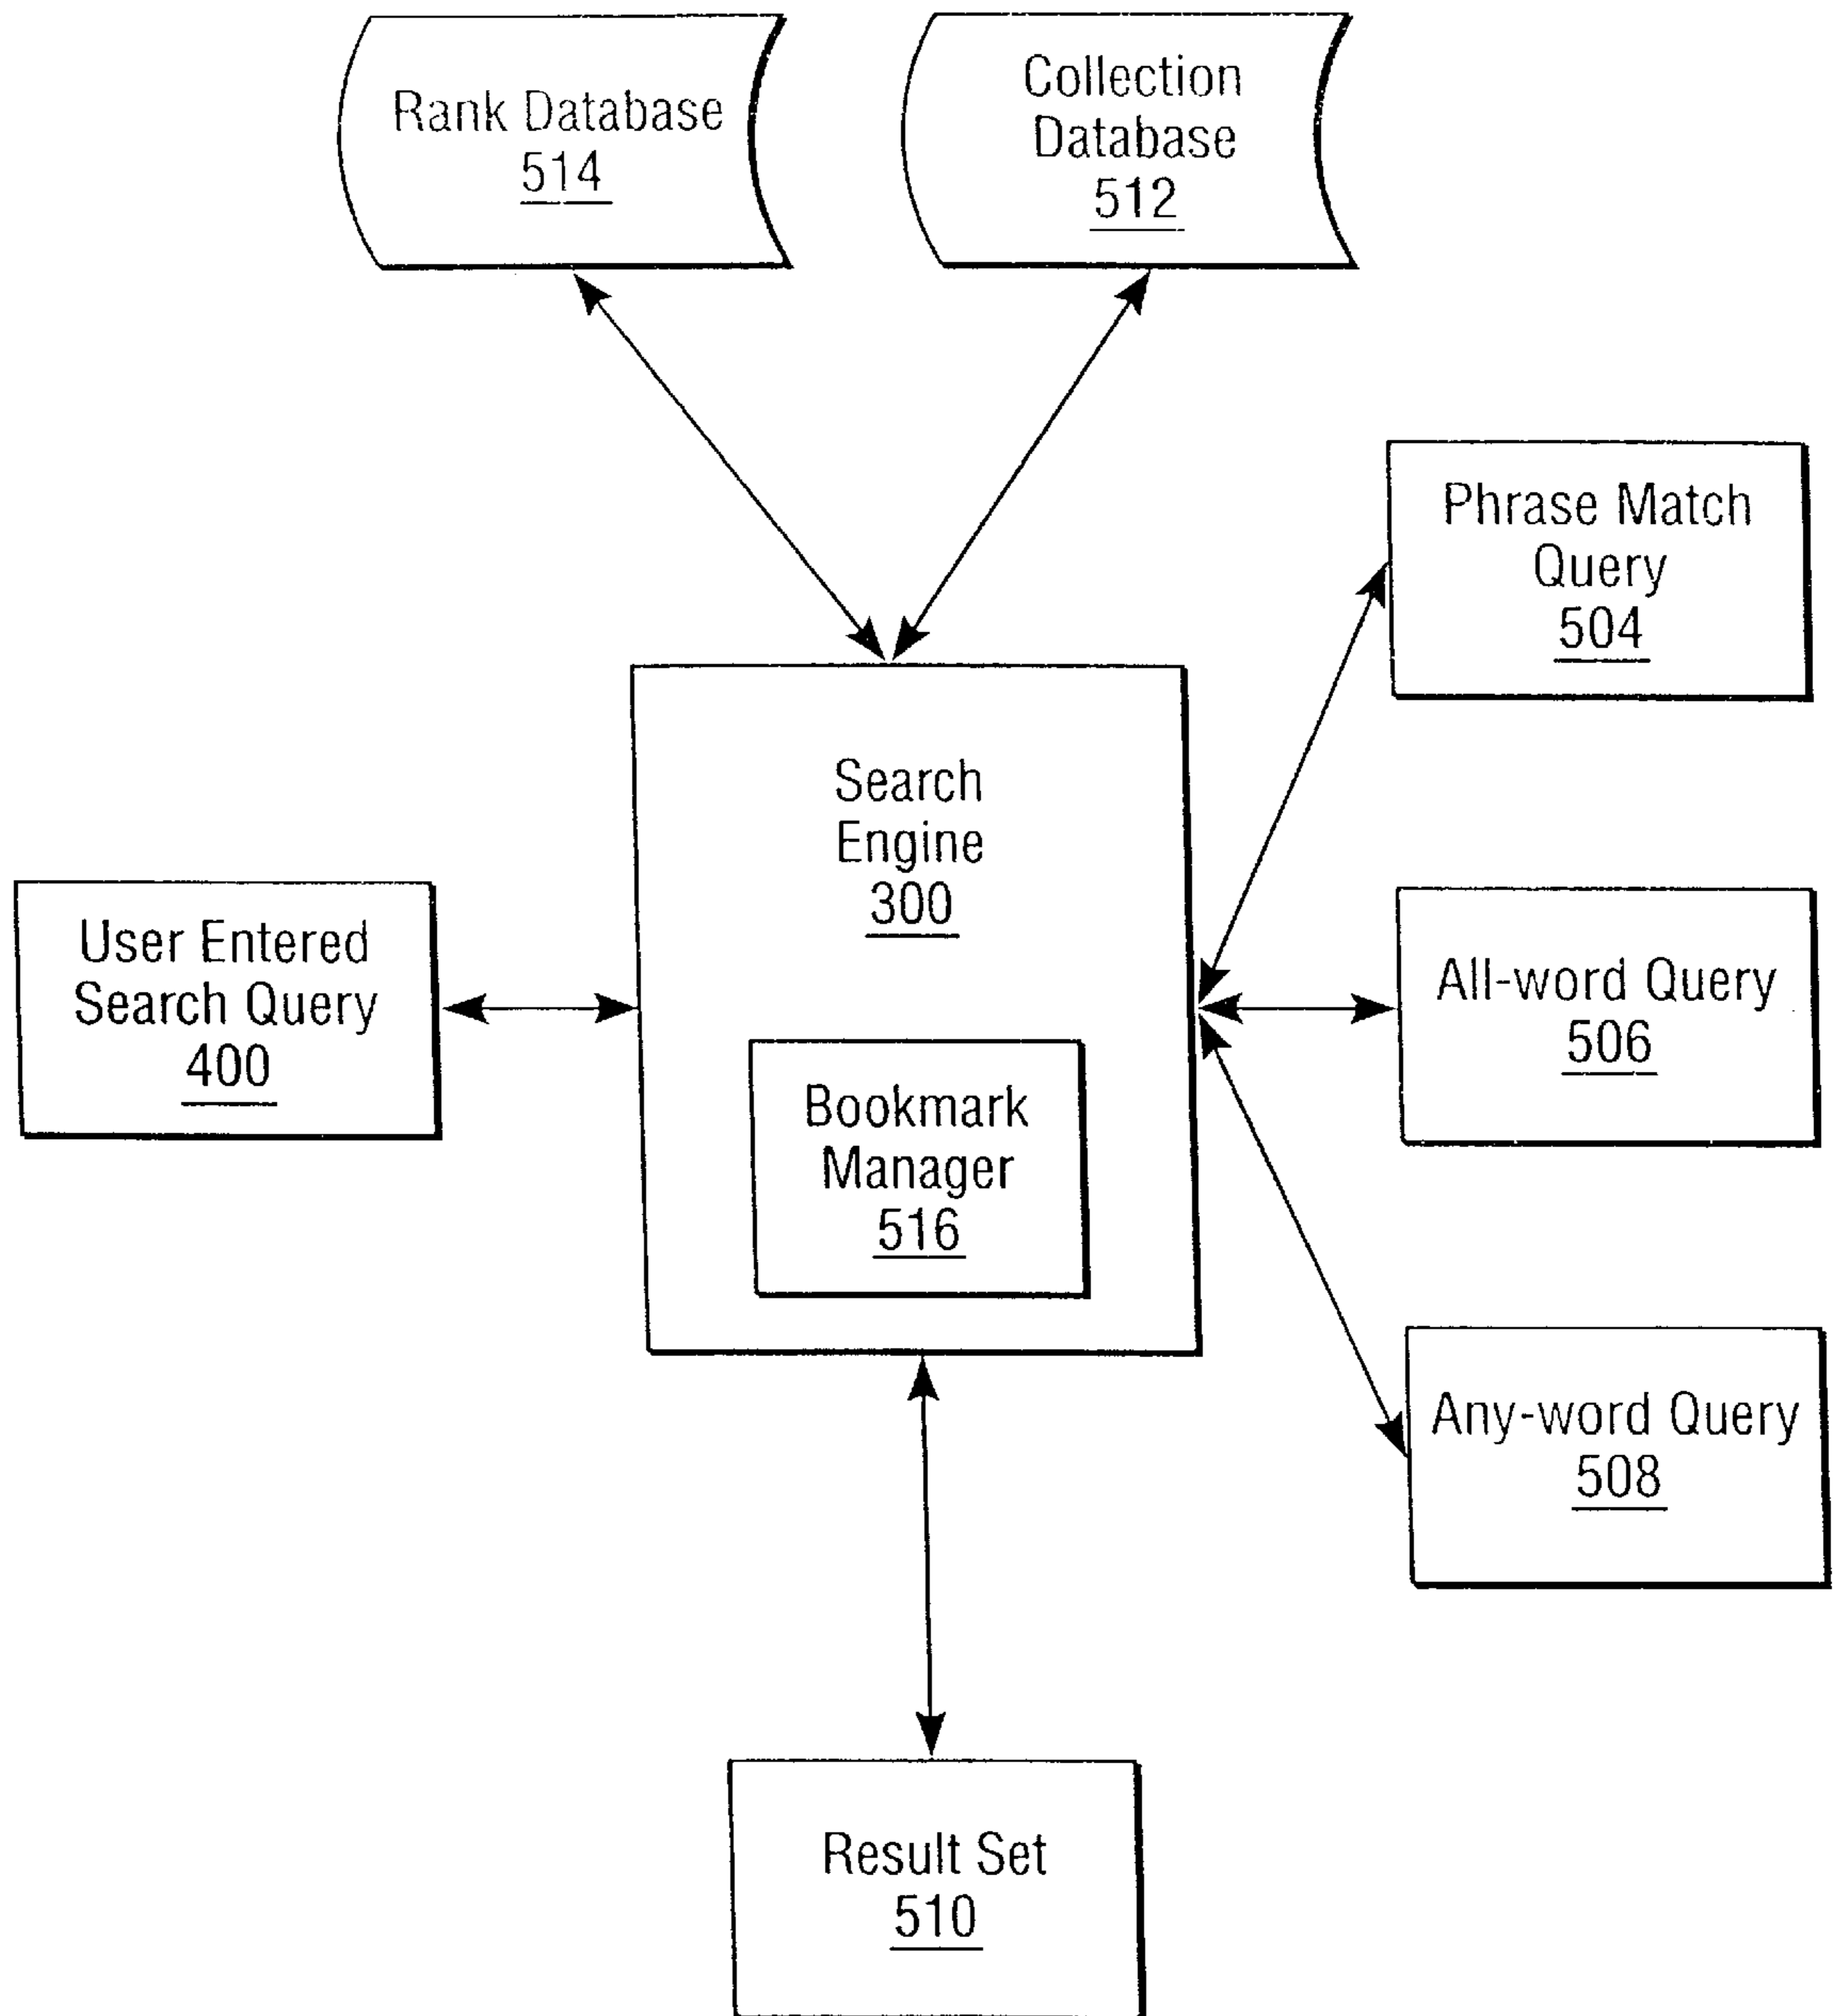 Rank Database
514
Collection
Database
512
Phrase Match
Query
504
Search
Engine
300
User Entered
Search Query
400
All-word Query
506
Bookmark
Manager
516
Any-word Query
508
Result Set
510